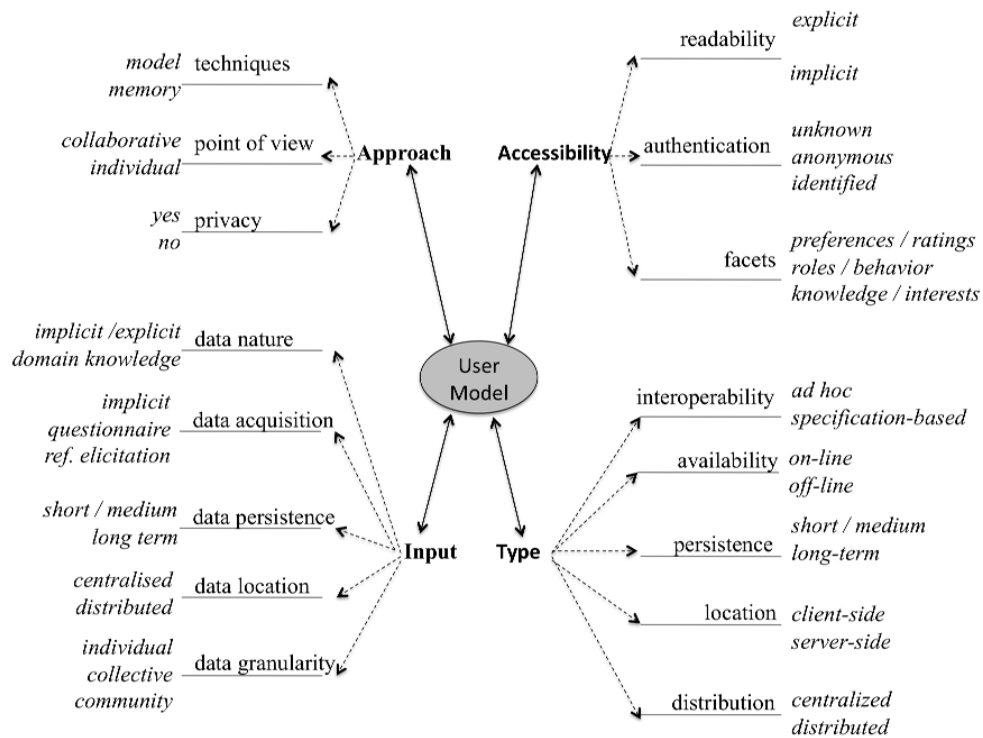 model
memory
techniques
collaborative
individual
point of view
yes
no
privacy
Approach
Accessibility
readability
explicit
implicit
authentication
unknown
anonymous
identified
facets
preferences / ratings
roles / behavior
knowledge / interests
User
Model
implicit /explicit
domain knowledge
data nature
implicit
questionnaire
ref. elicitation
data acquisition
short / medium
long term
data persistence
centralised
distributed
data location
individual
collective
community
data granularity
Input
Type
interoperability
ad hoc
specification-based
availability
on-line
off-line
persistence
short / medium
long-term
location
client-side
server-side
distribution
centralized
distributed